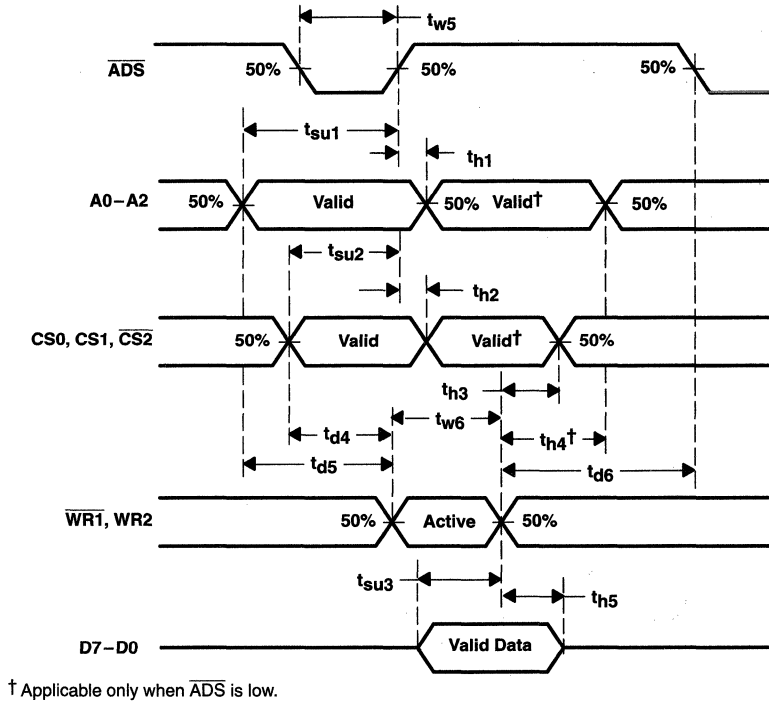 tw5
ADS 50% 50% 50%
tsu1
th1
A0–A2 50% Valid 50% Valid† 50%
tsu2
th2
CS0, CS1, CS2 50% Valid Valid† 50%
th3
tw6
td4 th4†
td5 td6
WR1, WR2 50% Active 50%
tsu3
th5
D7–D0 Valid Data
† Applicable only when ADS is low.